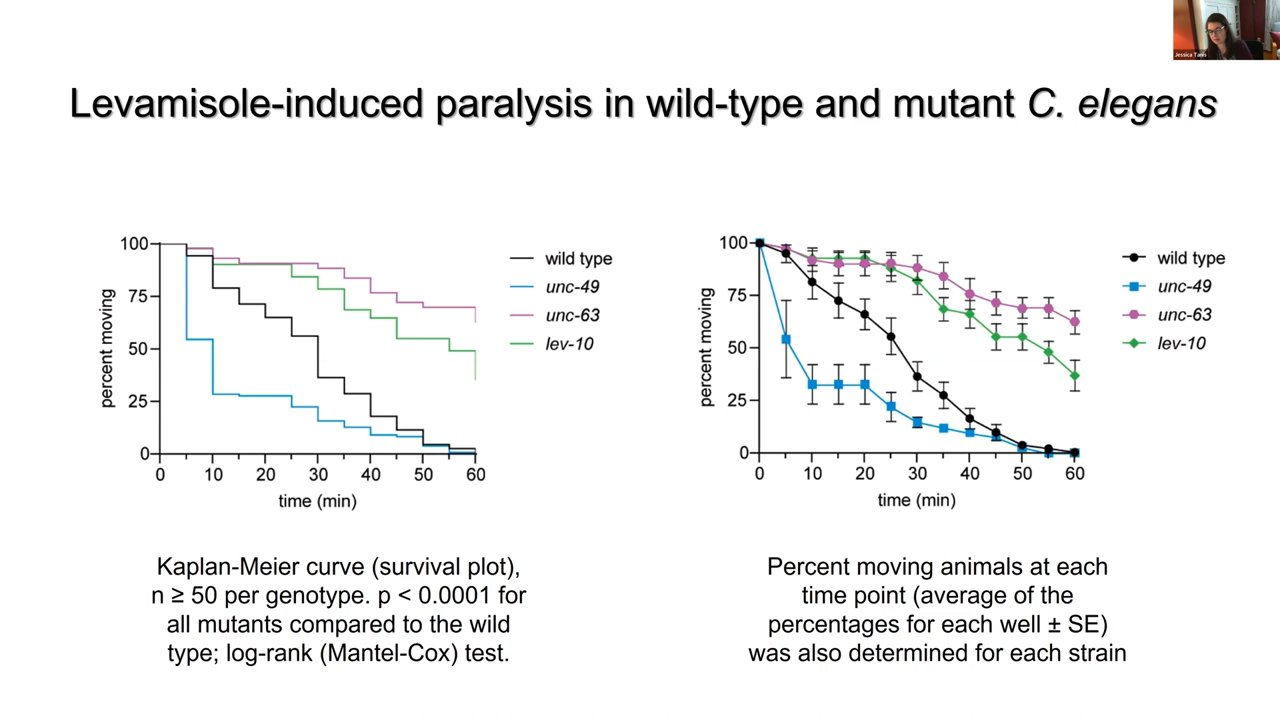 Jessica Tanis
Levamisole-induced paralysis in wild-type and mutant C. elegans
100
75
50
25
0
percent moving
0 10 20 30 40 50 60
time (min)
wild type
unc-49
unc-63
lev-10
100
75
50
25
0
percent moving
0 10 20 30 40 50 60
time (min)
wild type
unc-49
unc-63
lev-10
Kaplan-Meier curve (survival plot),
n ≥ 50 per genotype. p < 0.0001 for
all mutants compared to the wild
type; log-rank (Mantel-Cox) test.
Percent moving animals at each
time point (average of the
percentages for each well ± SE)
was also determined for each strain